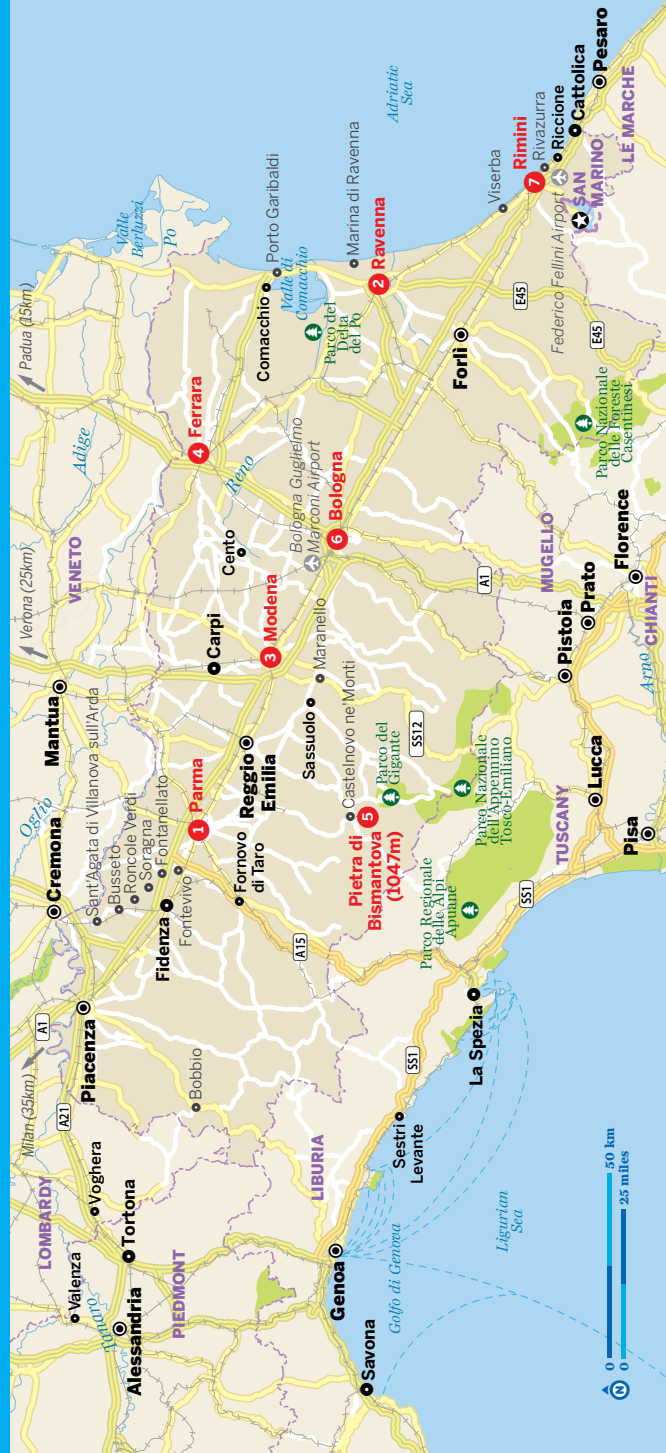 Milan (35km)
Verona (25km)
Padua (15km)
LOMBARDY
Valenza
Tanaro
Alessandria
Voghera
Tortona
PIEDMONT
A21
A1
Piacenza
Cremona
Oglio
Mantua
VENETO
Adige
Valle
Bertuzzi
Po
Sant'Agata di Villanova sull'Arda
Busseto
Roncole Verdi
Soragna
Fontanellato
Fidenza
Fontevivo
1 Parma
Carpi
4 Ferrara
Reno
Cento
Comacchio
Porto Garibaldi
Valle di
Comacchio
Bobbio
Fornovo
di Taro
Reggio
Emilia
3 Modena
Bologna Guglielmo
Marconi Airport
Parco del
Delta
del Po
Marina di Ravenna
2 Ravenna
Adriatic
Sea
LIBURIA
A15
Sassuolo
Maranello
6 Bologna
Castelnovo ne'Monti
5
Pietra di
Bismantova
(1047m)
Parco del
Gigante
SS12
Genoa
Savona
Golfo di Genova
Sestri
Levante
SS1
Parco Regionale
delle Alpi
Apuane
Parco Nazionale
dell'Appennino
Tosco-Emiliano
A1
Forlì
E45
Viserba
7 Rimini
Rivazurra
Riccione
Federico Fellini Airport
Cattolica
Pesaro
SAN
MARINO
LE MARCHE
E45
Parco Nazionale
delle Foreste
Casentinesi
MUGELLO
La Spezia
SS1
TUSCANY
Pistoia
Prato
Florence
Lucca
Arno
CHIANTI
Pisa
Ligurian
Sea
N
0 50 km
0 25 miles